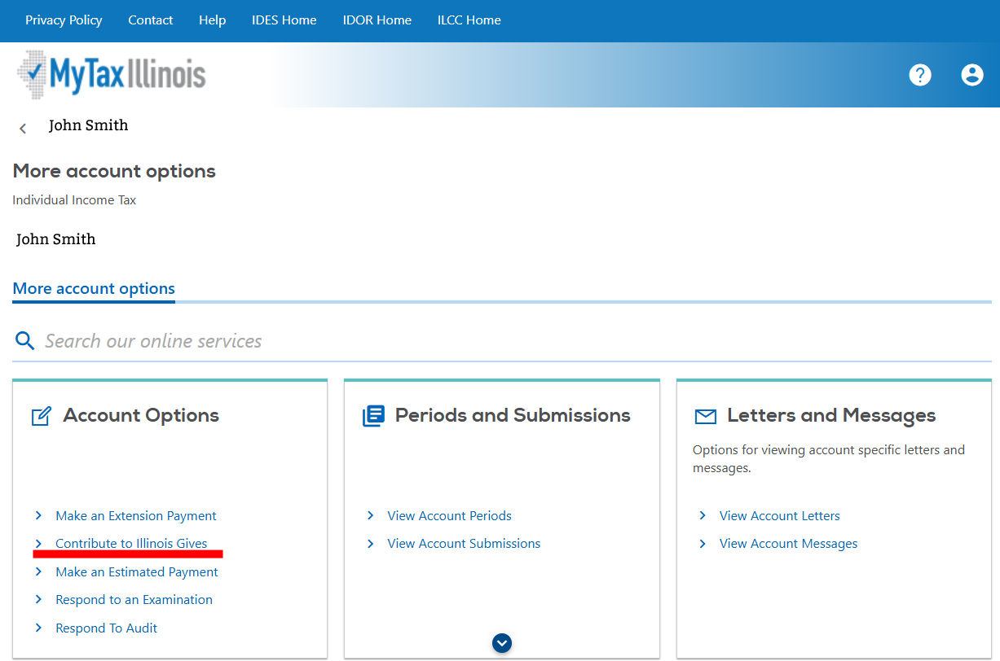 Privacy Policy Contact Help IDES Home IDOR Home ILCC Home
MyTax Illinois
?
John Smith
More account options
Individual Income Tax
John Smith
More account options
Search our online services
Account Options
Make an Extension Payment
Contribute to Illinois Gives
Make an Estimated Payment
Respond to an Examination
Respond To Audit
Periods and Submissions
View Account Periods
View Account Submissions
Letters and Messages
Options for viewing account specific letters and
messages.
View Account Letters
View Account Messages